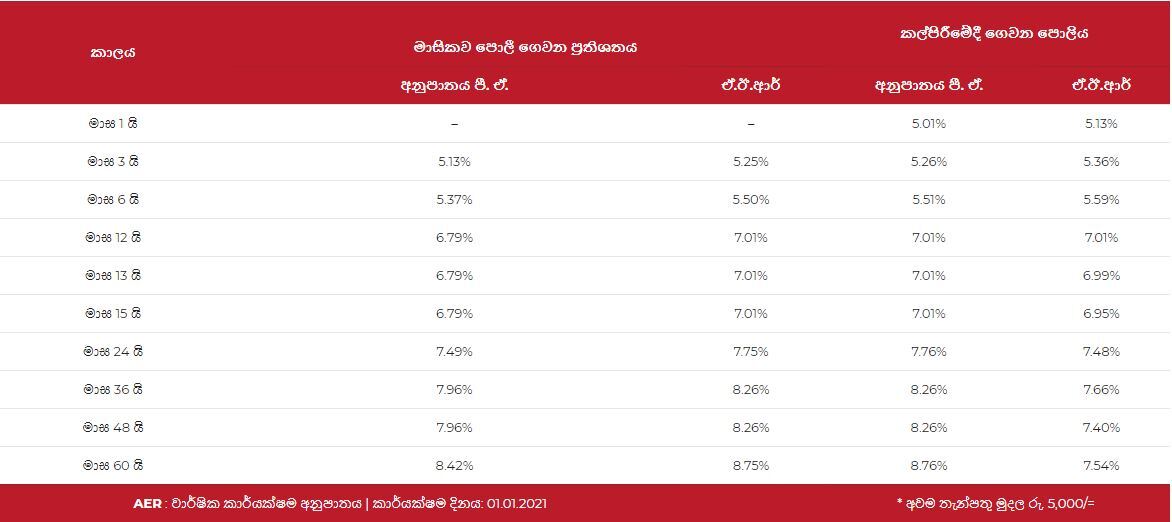 කාලය මාසිකව පොලී ගෙවන ප්‍රතිශතය කල්පිරීමේදී ගෙවන පොලිය
අනුපාතය පී. ඒ. ඒ.ඊ.ආර් අනුපාතය පී. ඒ. ඒ.ඊ.ආර්
මාස 1 යි – – 5.01% 5.13%
මාස 3 යි 5.13% 5.25% 5.26% 5.36%
මාස 6 යි 5.37% 5.50% 5.51% 5.59%
මාස 12 යි 6.79% 7.01% 7.01% 7.01%
මාස 13 යි 6.79% 7.01% 7.01% 6.99%
මාස 15 යි 6.79% 7.01% 7.01% 6.95%
මාස 24 යි 7.49% 7.75% 7.76% 7.48%
මාස 36 යි 7.96% 8.26% 8.26% 7.66%
මාස 48 යි 7.96% 8.26% 8.26% 7.40%
මාස 60 යි 8.42% 8.75% 8.76% 7.54%
AER : වාර්ෂික කාර්යක්ෂම අනුපාතය | කාර්යක්ෂම දිනය: 01.01.2021 * අවම තැන්පතු මුදල රු. 5,000/=